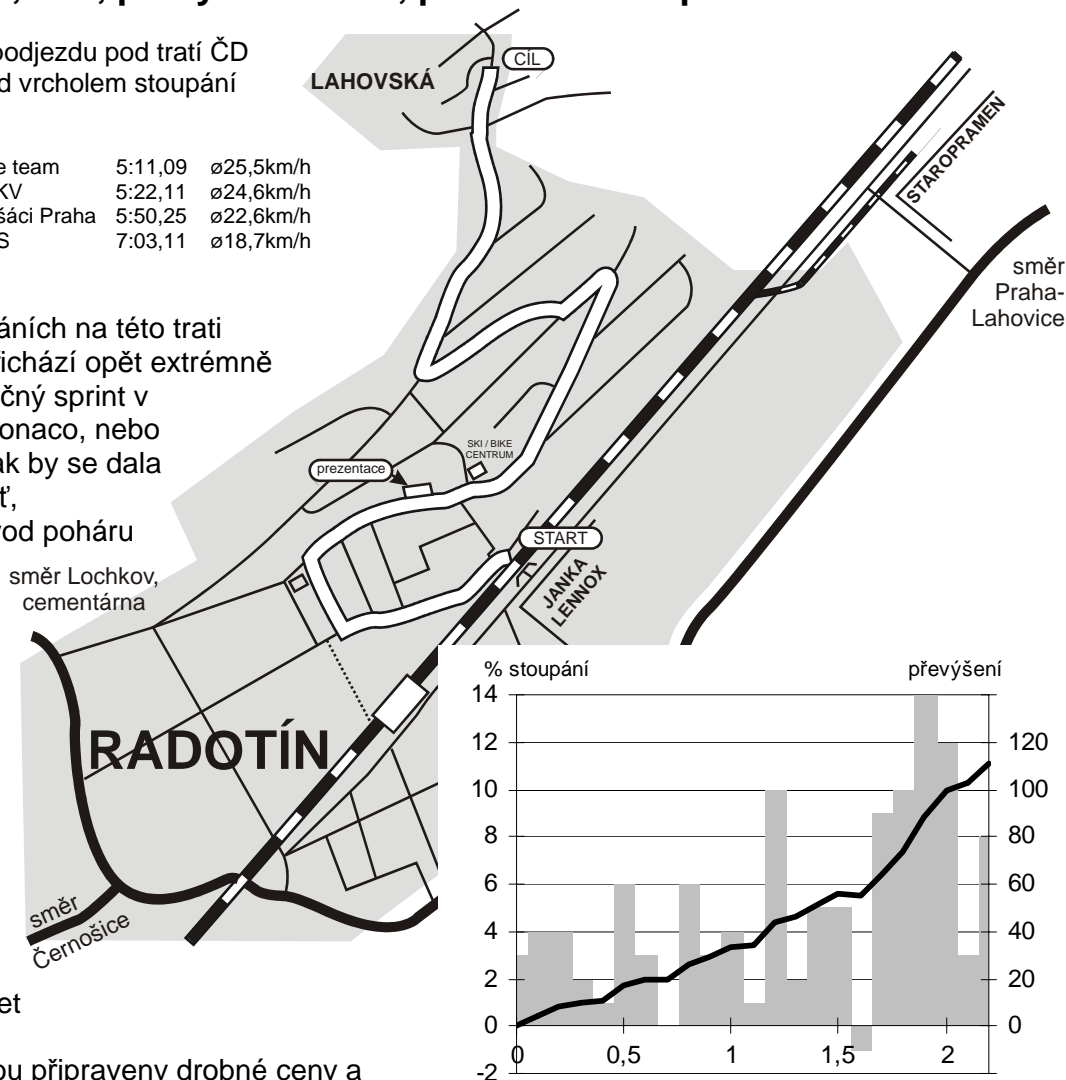 podjezdu pod tratí ČD
d vrcholem stoupání
e team 5:11,09 ø25,5km/h
KV 5:22,11 ø24,6km/h
šáci Praha 5:50,25 ø22,6km/h
S 7:03,11 ø18,7km/h
áních na této trati
řichází opět extrémně
čný sprint v
onaco, nebo
ak by se dala
ť,
vod poháru
LAHOVSKÁ
CÍL
STAROPRAMEN
směr
Praha-
Lahovice
SKI / BIKE
CENTRUM
prezentace
START
JANKA
LENNOX
směr Lochkov,
cementárna
RADOTÍN
směr
Černošice
et
ou připraveny drobné ceny a
% stoupání převýšení
14
12 120
10 100
8 80
6 60
4 40
2 20
0 0
0 0,5 1 1,5 2
-2